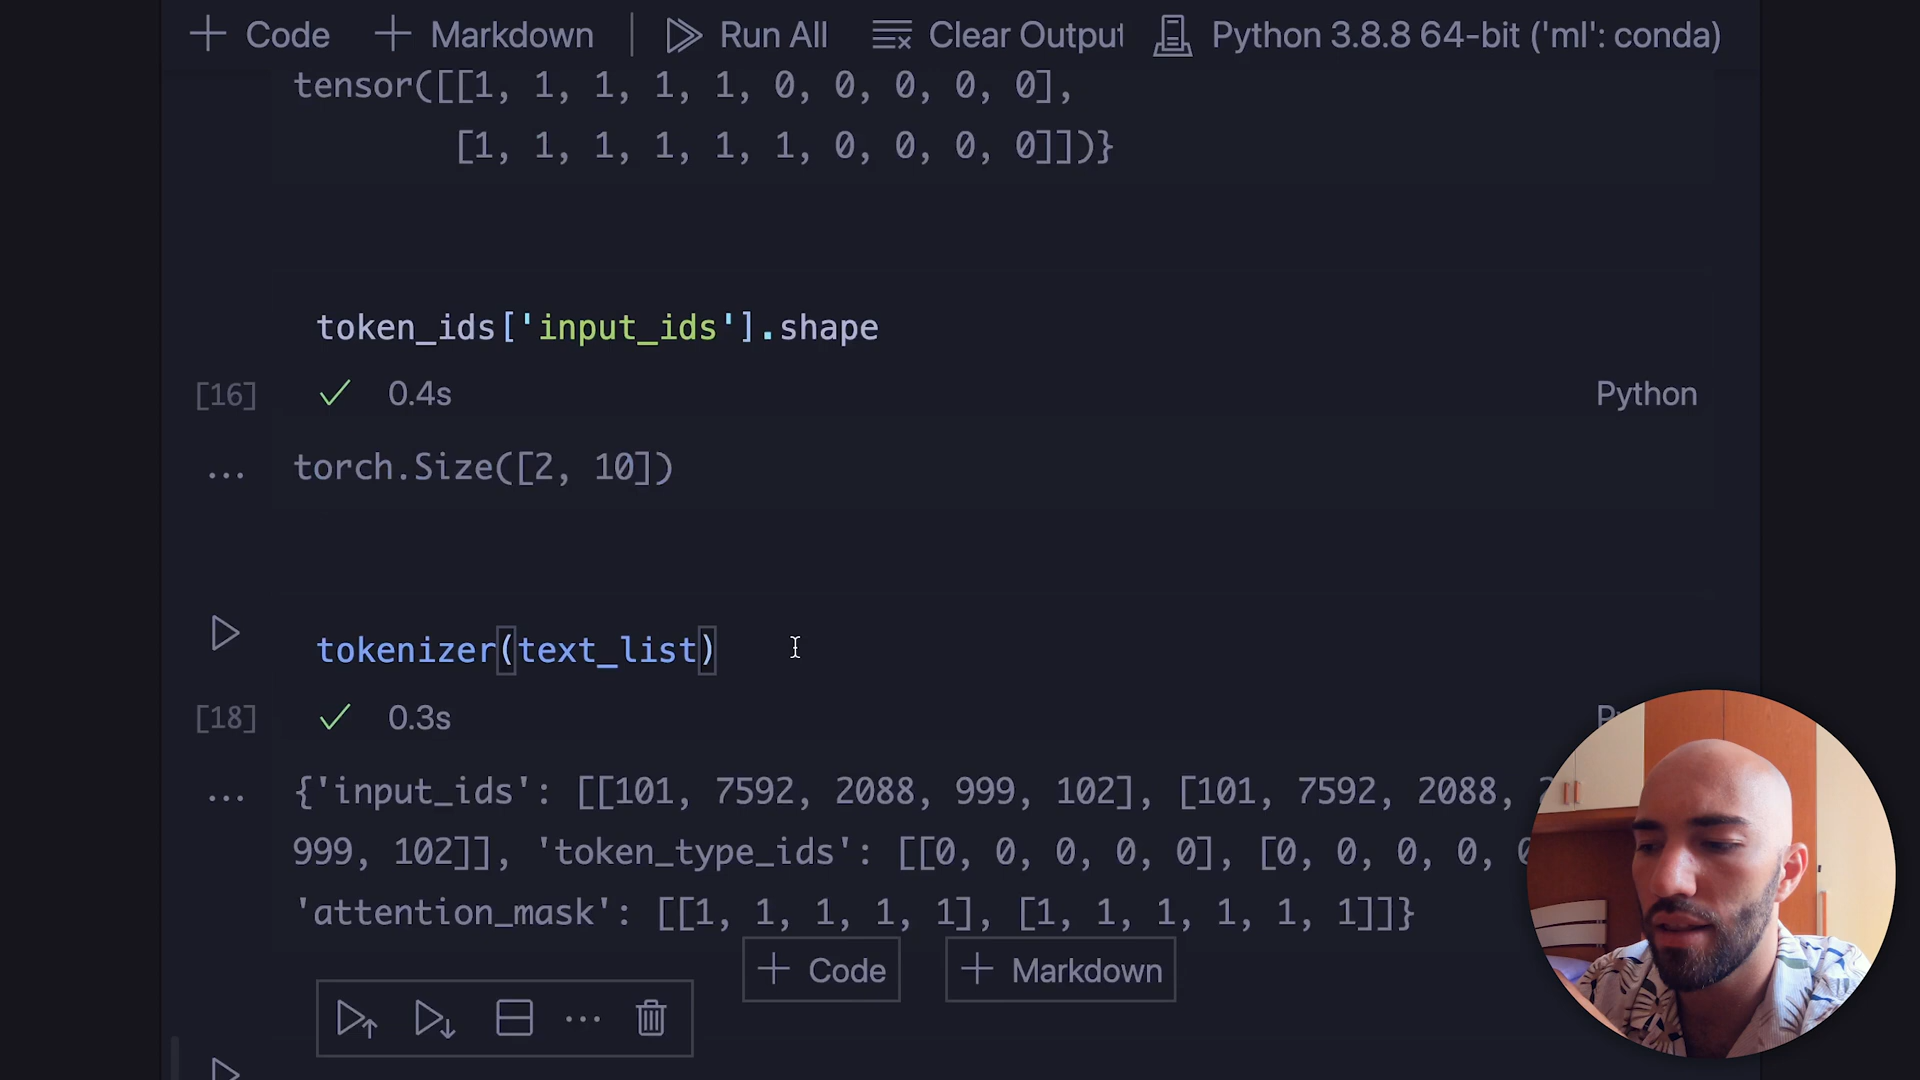 + Code + Markdown Run All Clear Output Python 3.8.8 64-bit ('ml': conda)
tensor([[1, 1, 1, 1, 1, 0, 0, 0, 0, 0],
[1, 1, 1, 1, 1, 1, 0, 0, 0, 0]])}
token_ids['input_ids'].shape
[16] ✓ 0.4s Python
... torch.Size([2, 10])
tokenizer(text_list)
[18] ✓ 0.3s
... {'input_ids': [[101, 7592, 2088, 999, 102], [101, 7592, 2088,
999, 102]], 'token_type_ids': [[0, 0, 0, 0, 0], [0, 0, 0, 0,
'attention_mask': [[1, 1, 1, 1, 1], [1, 1, 1, 1, 1, 1]]}
+ Code + Markdown
...